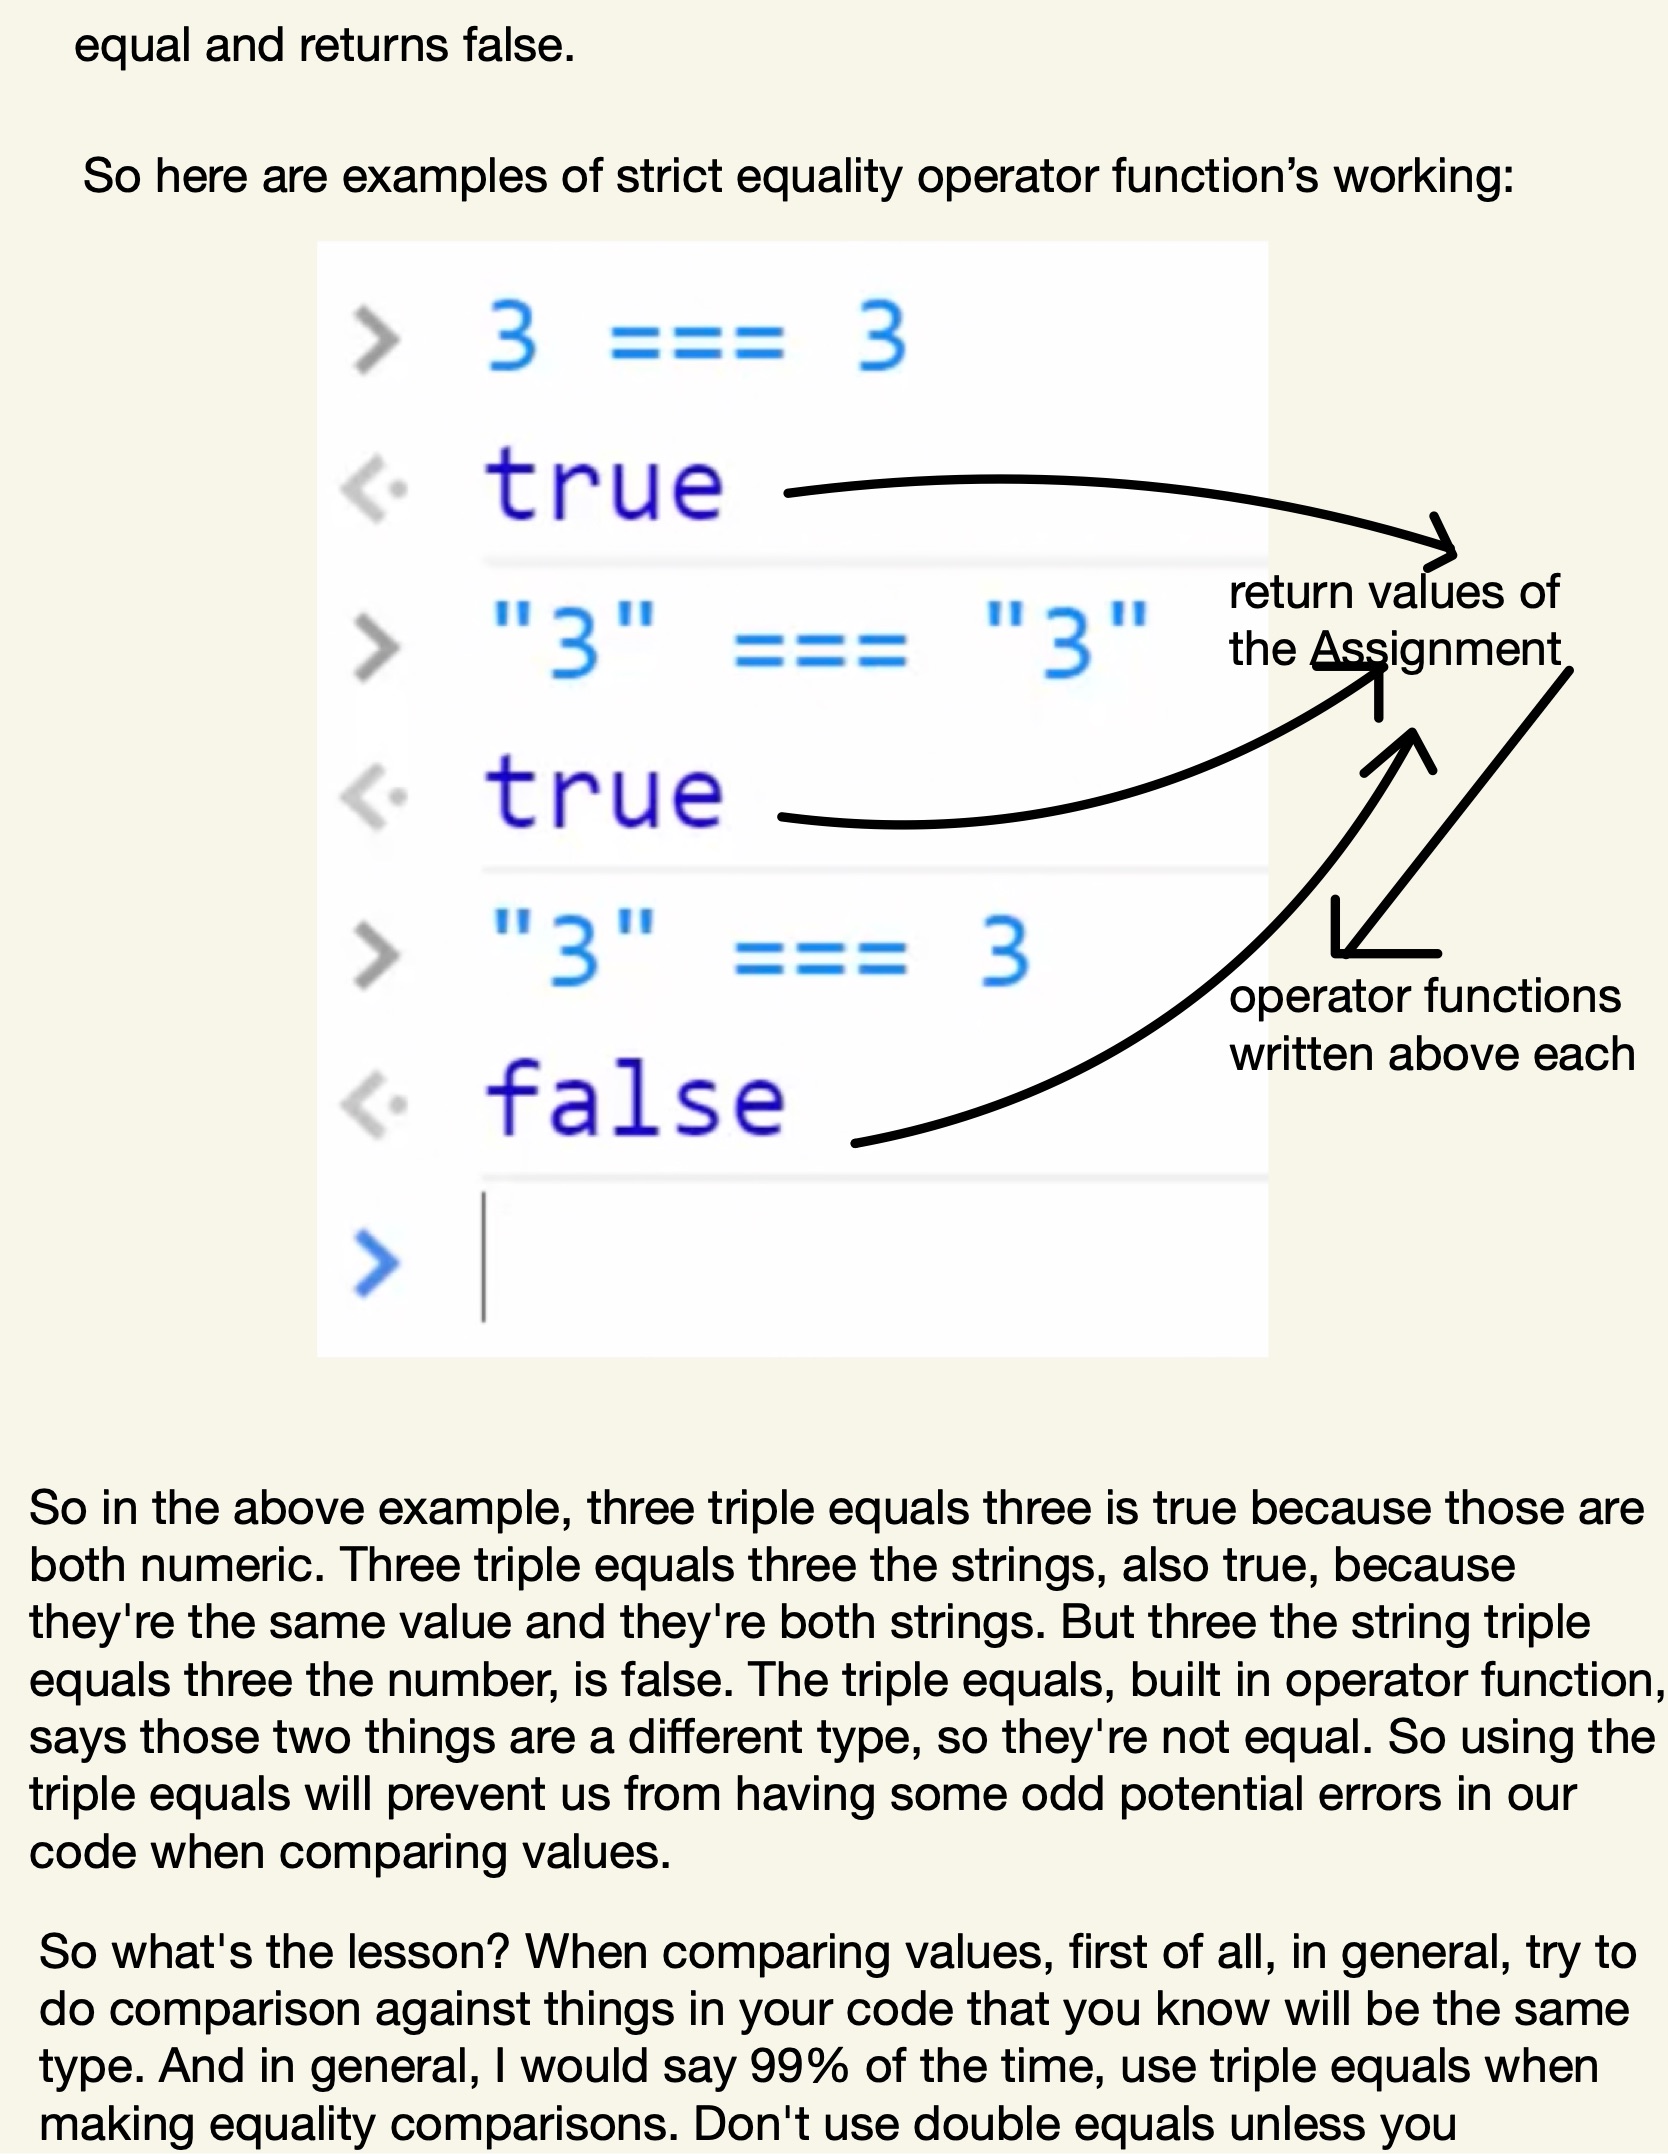 equal and returns false.
So here are examples of strict equality operator function’s working:
> 3 === 3
true
return values of
the Assignment
> "3" === "3"
true
> "3" === 3
operator functions
written above each
false
>
So in the above example, three triple equals three is true because those are
both numeric. Three triple equals three the strings, also true, because
they're the same value and they're both strings. But three the string triple
equals three the number, is false. The triple equals, built in operator function,
says those two things are a different type, so they're not equal. So using the
triple equals will prevent us from having some odd potential errors in our
code when comparing values.
So what's the lesson? When comparing values, first of all, in general, try to
do comparison against things in your code that you know will be the same
type. And in general, I would say 99% of the time, use triple equals when
making equality comparisons. Don't use double equals unless you